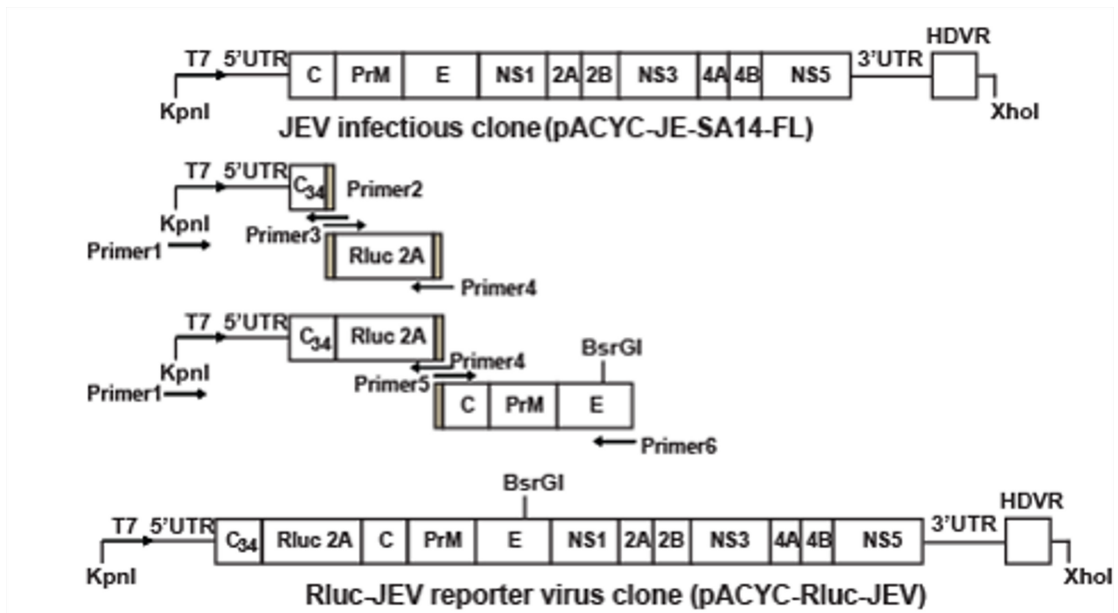 HDVR
T7 5'UTR C PrM E NS1 2A 2B NS3 4A 4B NS5 3'UTR
KpnI XhoI
JEV infectious clone(pACYC-JE-SA14-FL)
T7 5'UTR C34 Primer2
KpnI
Primer1 Primer3
Rluc 2A
Primer4
T7 5'UTR C34 Rluc 2A BsrGI
KpnI Primer4
Primer1 Primer5
C PrM E
Primer6
BsrGI
HDVR
T7 5'UTR C34 Rluc 2A C PrM E NS1 2A 2B NS3 4A 4B NS5 3'UTR
KpnI XhoI
Rluc-JEV reporter virus clone (pACYC-Rluc-JEV)